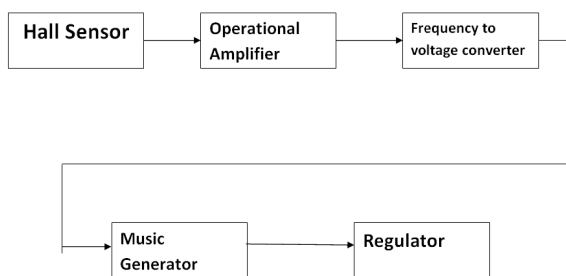 Hall Sensor
Operational
Amplifier
Frequency to
voltage converter
Music
Generator
Regulator